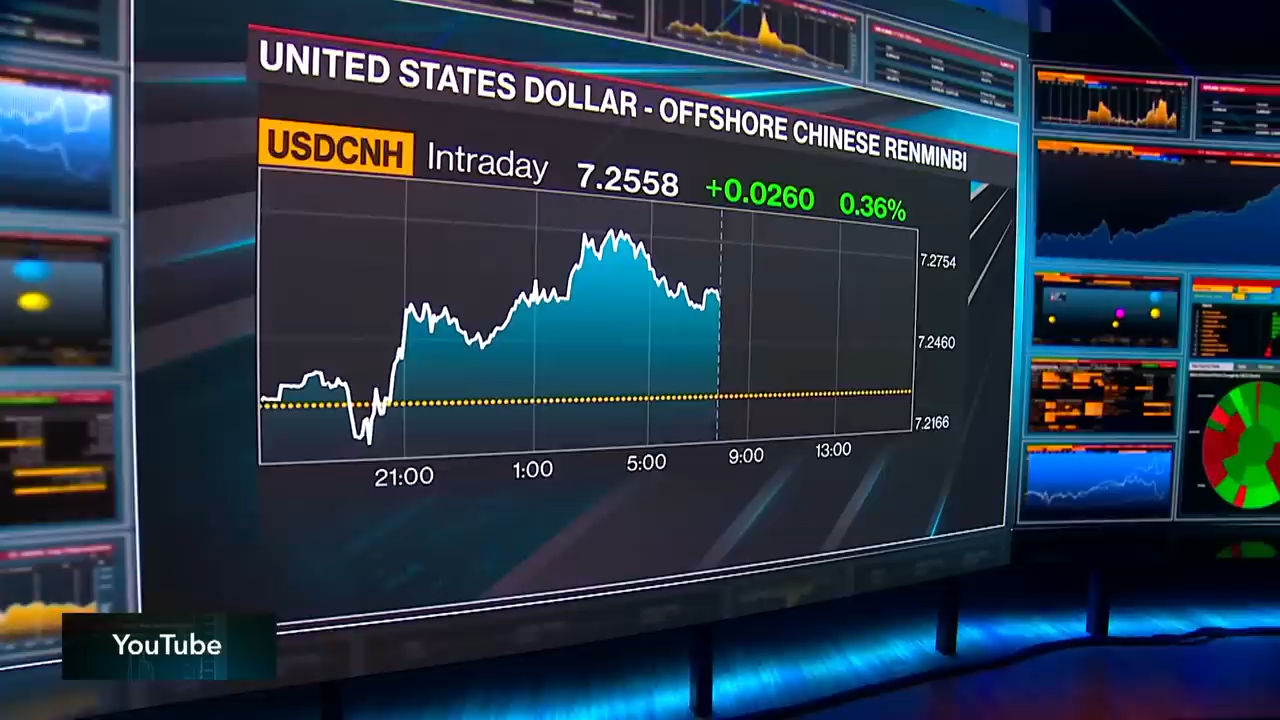 UNITED STATES DOLLAR - OFFSHORE CHINESE RENMINBI
USDCNH Intraday 7.2558 +0.0260 0.36%
7.2754
7.2460
7.2166
21:00 1:00 5:00 9:00 13:00
YouTube